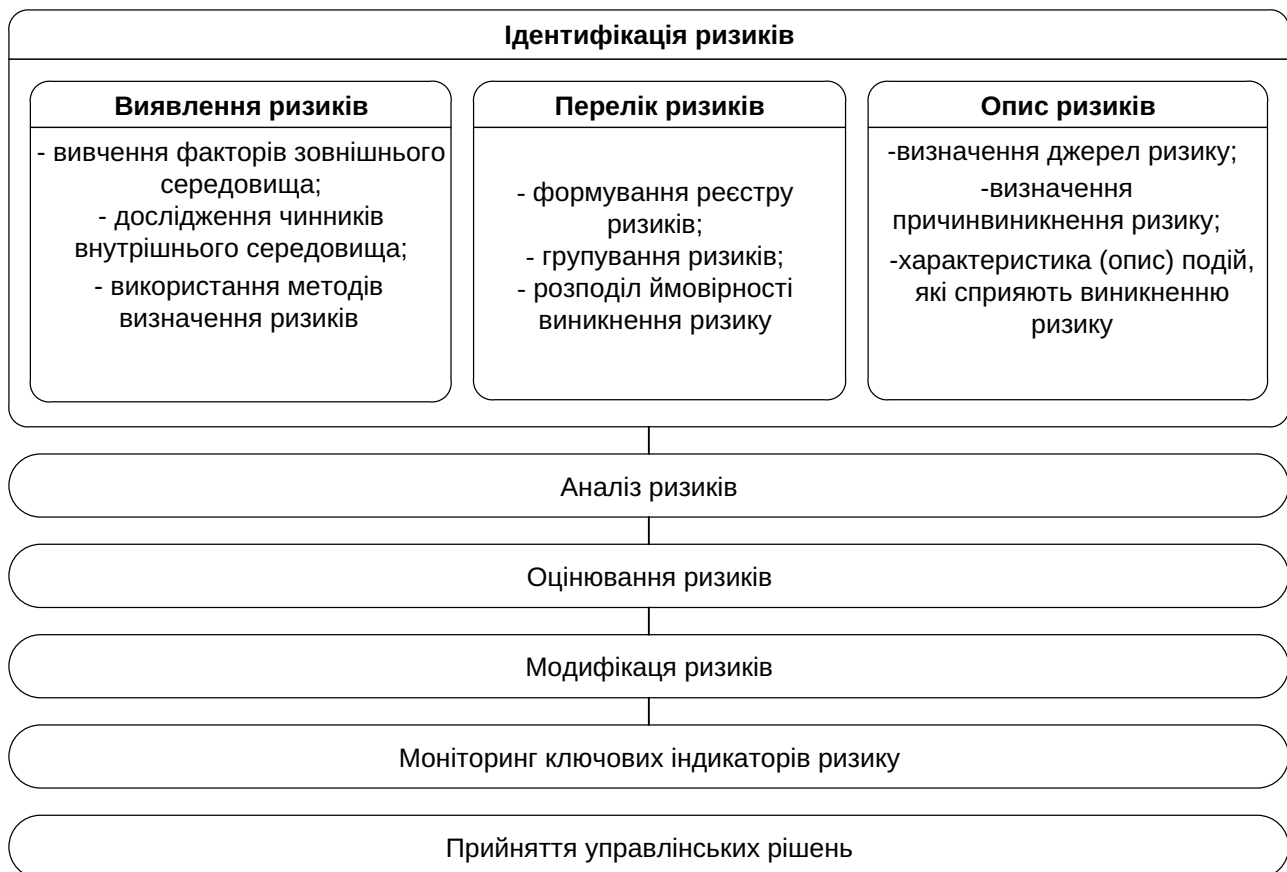 Ідентифікація ризиків
Виявлення ризиків
- вивчення факторів зовнішнього
середовища;
- дослідження чинників
внутрішнього середовища;
- використання методів
визначення ризиків
Перелік ризиків
- формування реєстру
ризиків;
- групування ризиків;
- розподіл ймовірності
виникнення ризику
Опис ризиків
-визначення джерел ризику;
-визначення
причинвиникнення ризику;
-характеристика (опис) подій,
які сприяють виникненню
ризику
Аналіз ризиків
Оцінювання ризиків
Модифікаця ризиків
Моніторинг ключових індикаторів ризику
Прийняття управлінських рішень